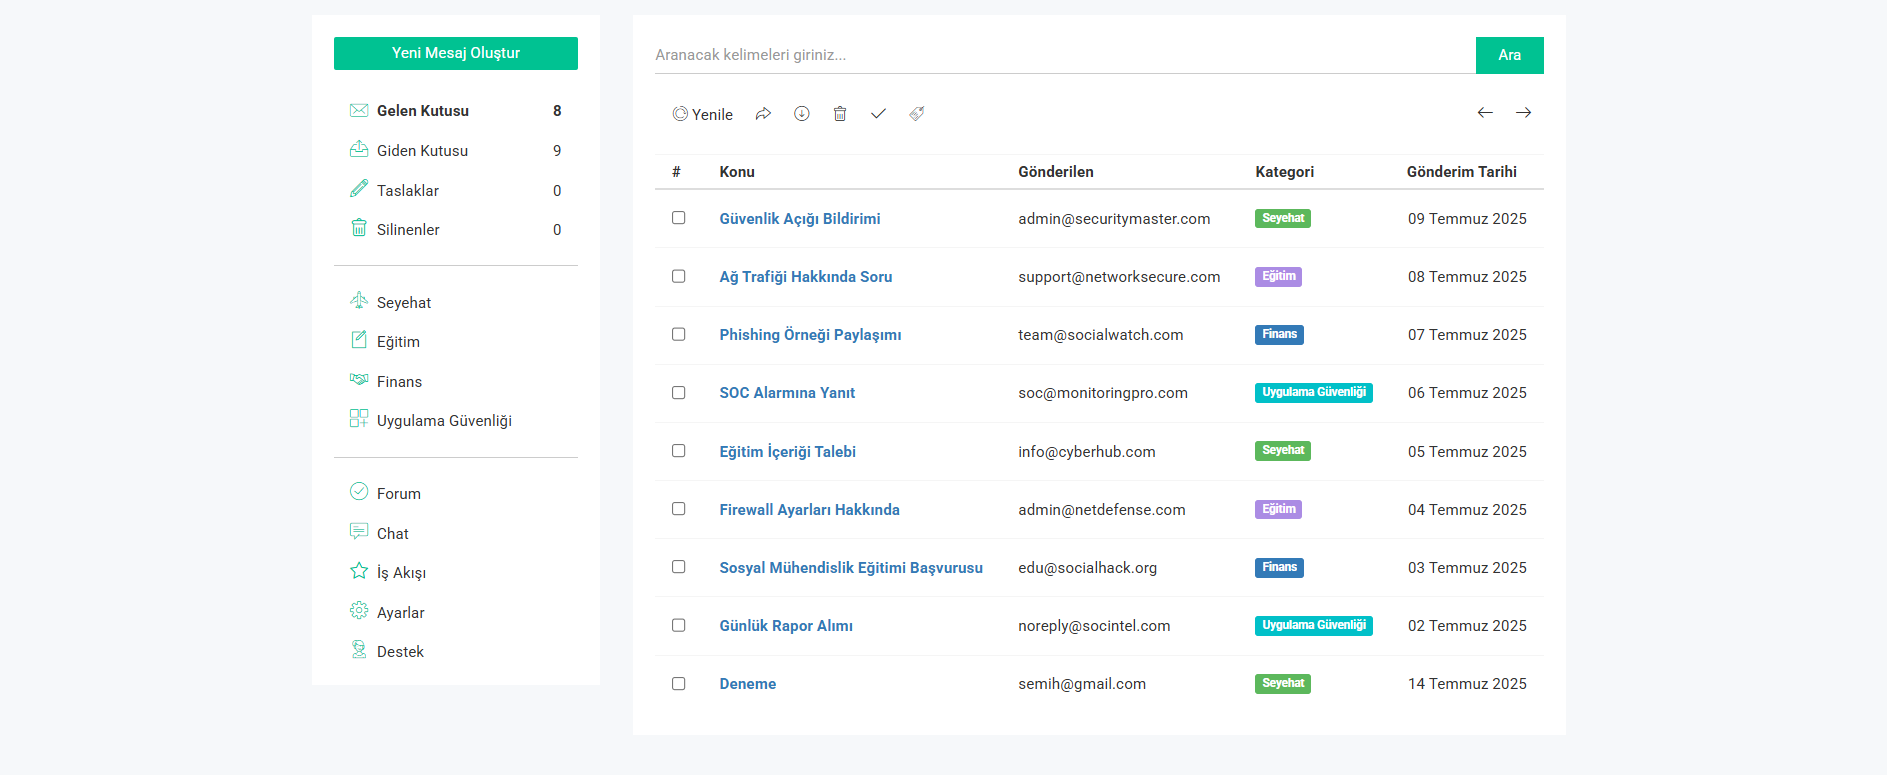 Yeni Mesaj Oluştur
Gelen Kutusu 8
Giden Kutusu 9
Taslaklar 0
Silinenler 0
Seyehat
Eğitim
Finans
Uygulama Güvenliği
Forum
Chat
İş Akışı
Ayarlar
Destek
Aranacak kelimeleri giriniz... Ara
Yenile
# Konu Gönderilen Kategori Gönderim Tarihi
Güvenlik Açığı Bildirimi admin@securitymaster.com Seyehat 09 Temmuz 2025
Ağ Trafiği Hakkında Soru support@networksecure.com Eğitim 08 Temmuz 2025
Phishing Örneği Paylaşımı team@socialwatch.com Finans 07 Temmuz 2025
SOC Alarmına Yanıt soc@monitoringpro.com Uygulama Güvenliği 06 Temmuz 2025
Eğitim İçeriği Talebi info@cyberhub.com Seyehat 05 Temmuz 2025
Firewall Ayarları Hakkında admin@netdefense.com Eğitim 04 Temmuz 2025
Sosyal Mühendislik Eğitimi Başvurusu edu@socialhack.org Finans 03 Temmuz 2025
Günlük Rapor Alımı noreply@socintel.com Uygulama Güvenliği 02 Temmuz 2025
Deneme semih@gmail.com Seyehat 14 Temmuz 2025